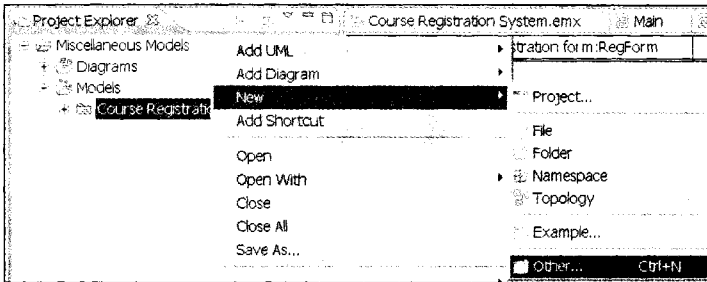 Project Explorer
Course Registration System.emx
Main
Miscellaneous Models
Diagrams
Models
Course Registratio
Add UML
Add Diagram
New
Add Shortcut
Open
Open With
Close
Close All
Save As...
stration form:RegForm
Project...
File
Folder
Namespace
Topology
Example...
Other... Ctrl+N